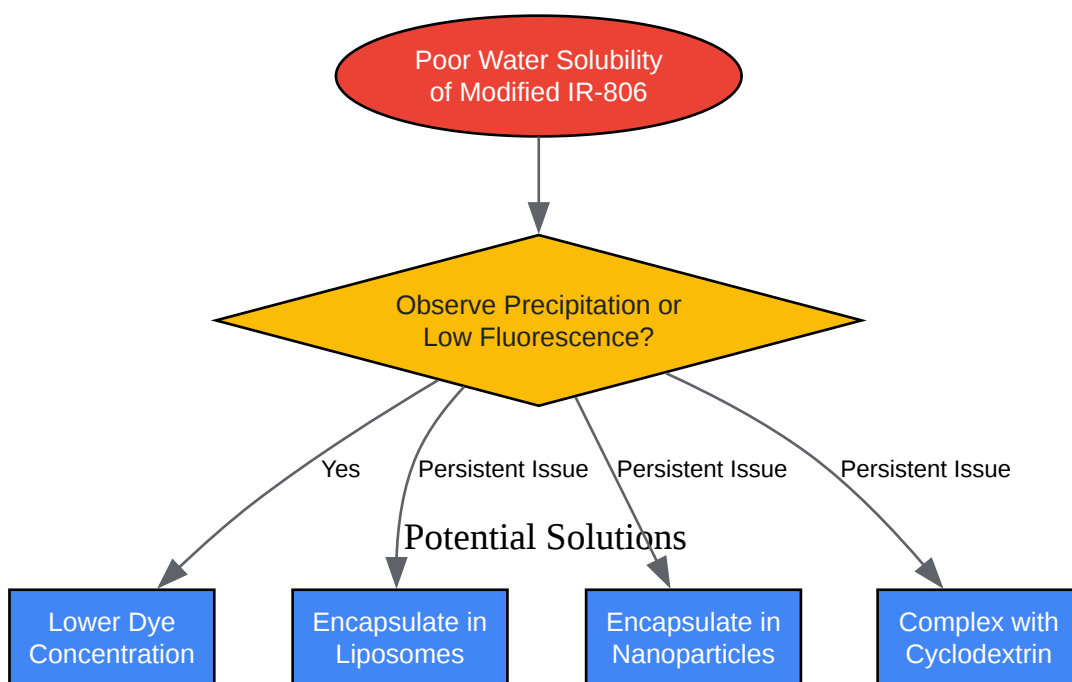 Poor Water Solubility
of Modified IR-806
Observe Precipitation or
Low Fluorescence?
Yes
Persistent Issue
Persistent Issue
Persistent Issue
Potential Solutions
Lower Dye
Concentration
Encapsulate in
Liposomes
Encapsulate in
Nanoparticles
Complex with
Cyclodextrin